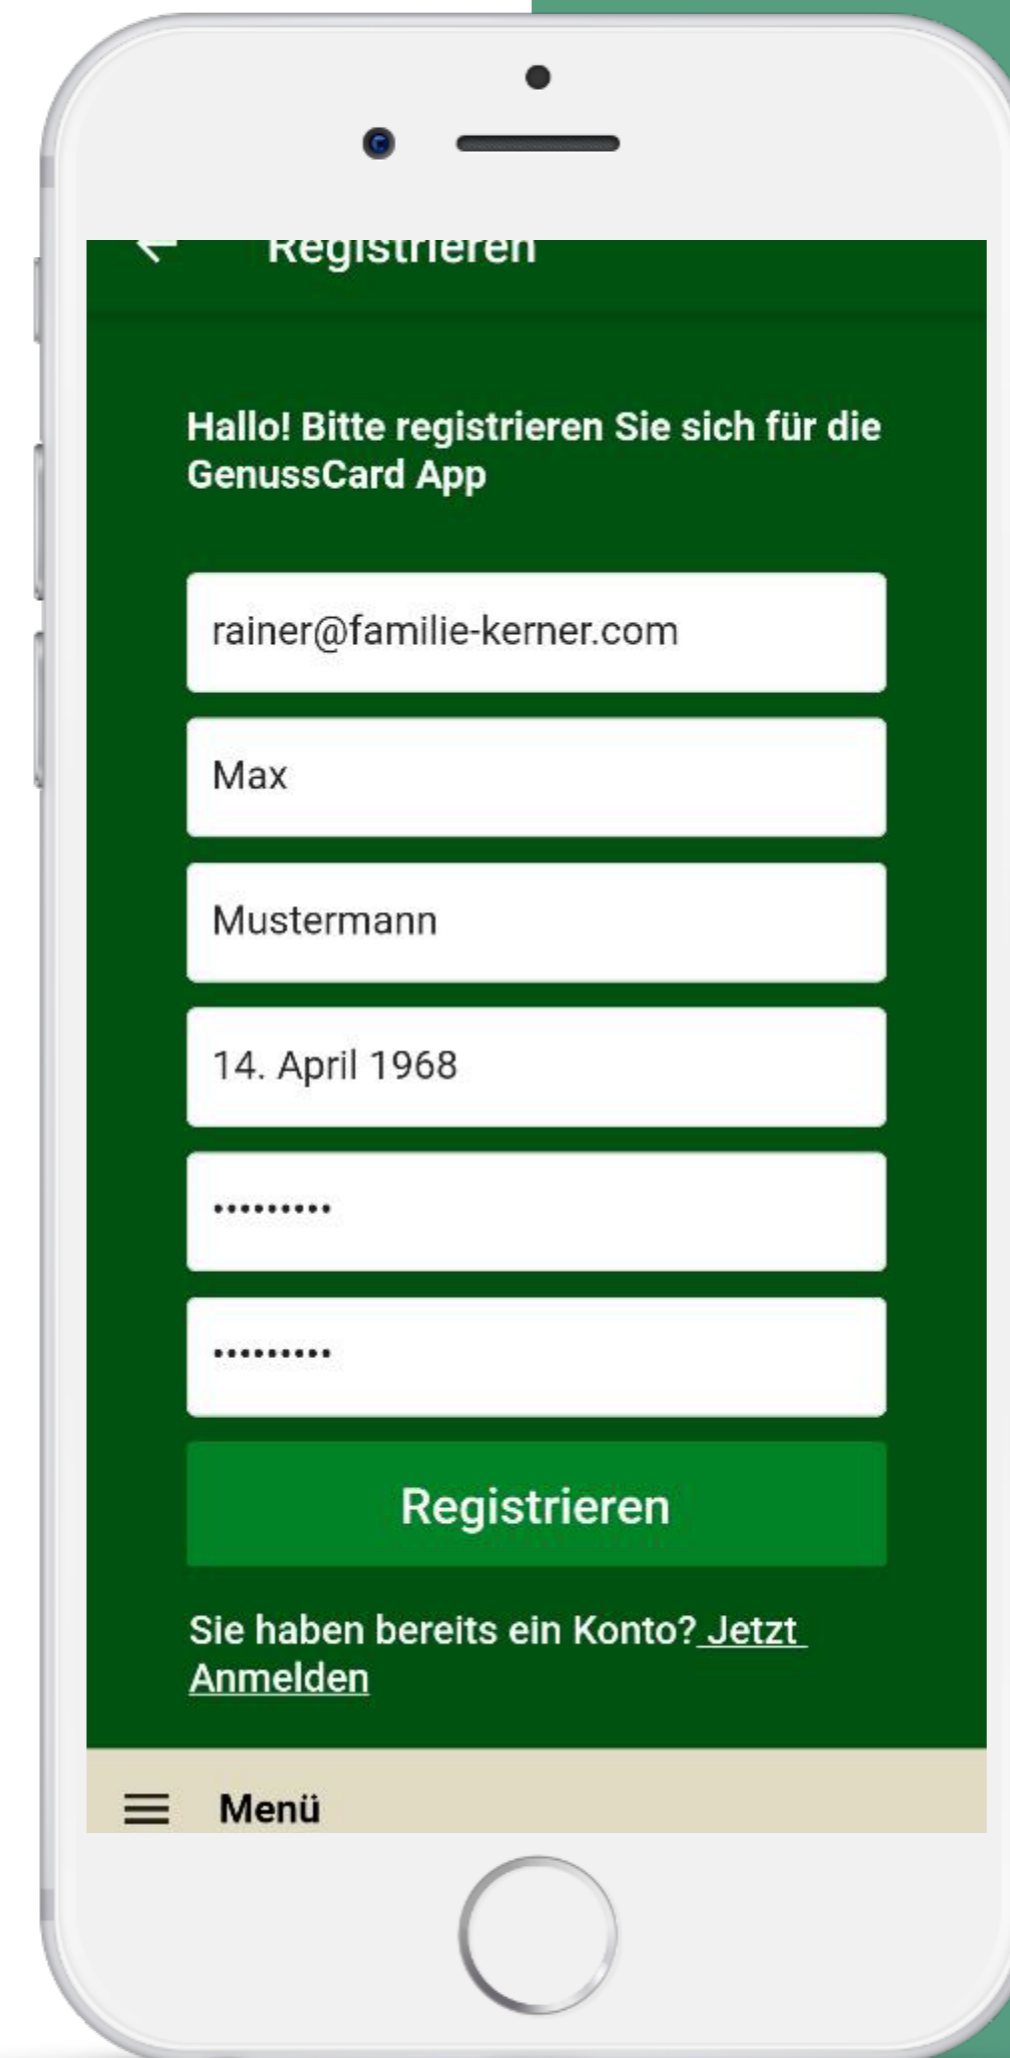 Registrieren
Hallo! Bitte registrieren Sie sich für die
GenussCard App
rainer@familie-kerner.com
Max
Mustermann
14. April 1968
•••••••••
•••••••••
Registrieren
Sie haben bereits ein Konto? Jetzt
Anmelden
Menü